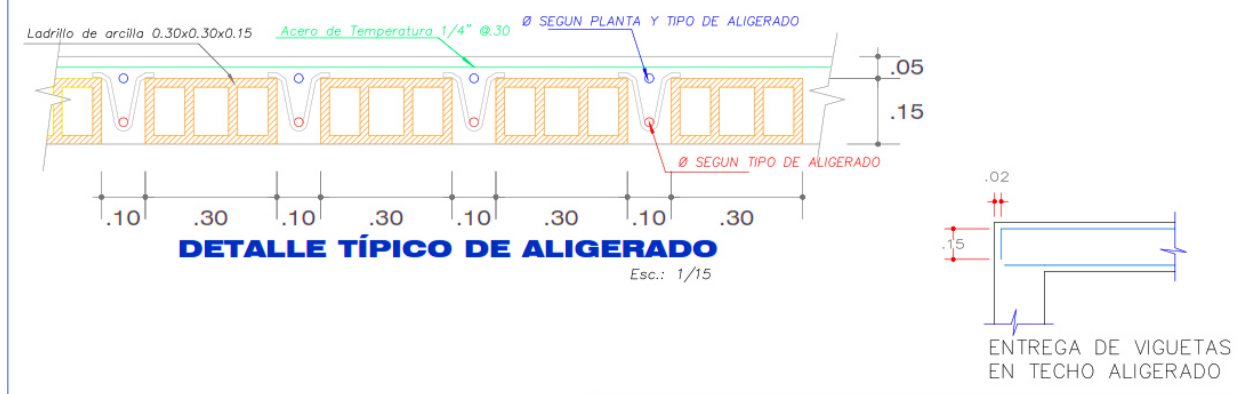 Ø SEGUN PLANTA Y TIPO DE ALIGERADO
Ladrillo de arcilla 0.30x0.30x0.15
Acero de Temperatura 1/4" @.30
.05
.15
Ø SEGUN TIPO DE ALIGERADO
.10 .30 .10 .30 .10 .30 .10 .30
DETALLE TÍPICO DE ALIGERADO
Esc.: 1/15
.02
.15
ENTREGA DE VIGUETAS
EN TECHO ALIGERADO